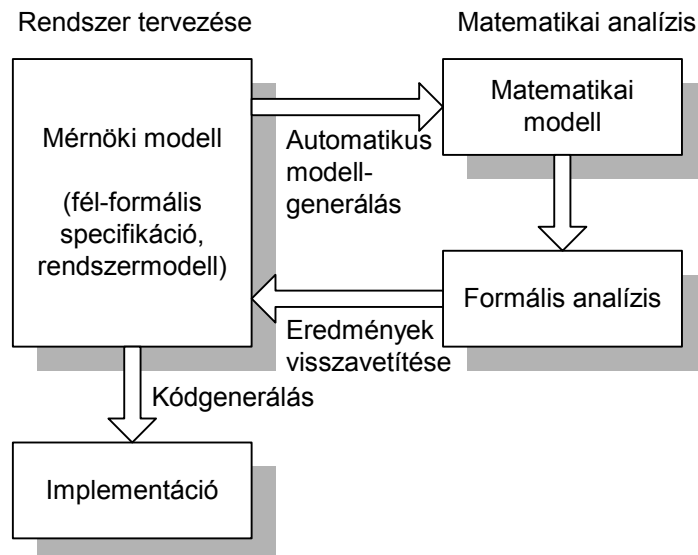 Rendszer tervezése
Matematikai analízis
Mérnöki modell
(fél-formális
specifikáció,
rendszermodell)
Automatikus
modell-
generálás
Matematikai
modell
Formális analízis
Eredmények
visszavetítése
Kódgenerálás
Implementáció